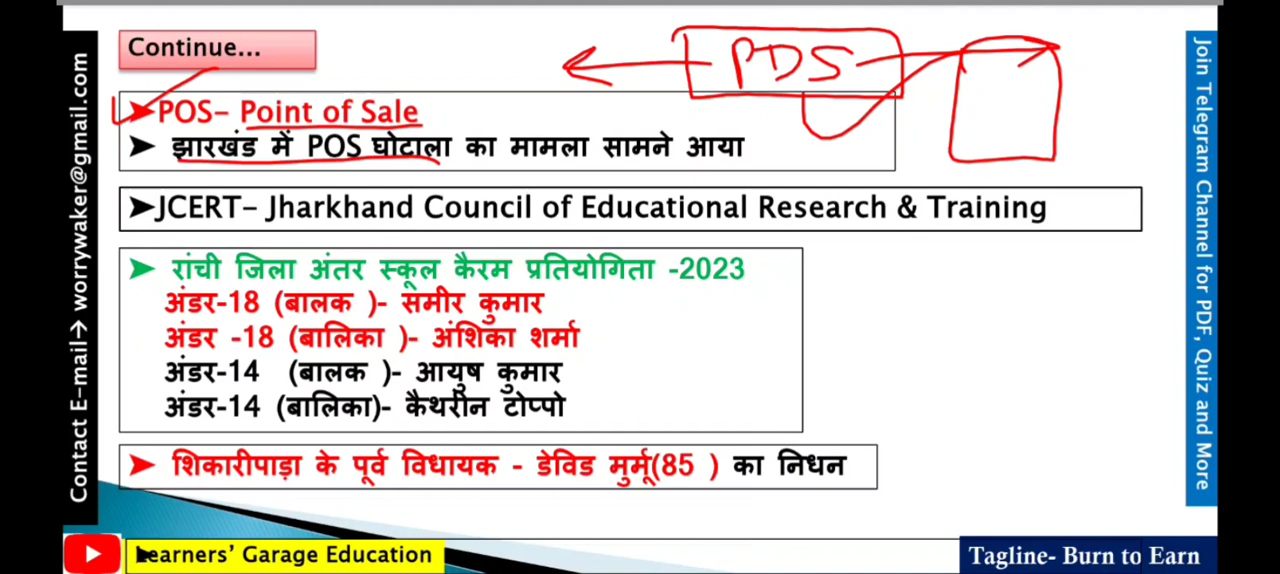 Continue...
PDS
➤POS- Point of Sale
➤ झारखंड में POS घोटाला का मामला सामने आया
➤JCERT- Jharkhand Council of Educational Research & Training
➤ रांची जिला अंतर स्कूल कैरम प्रतियोगिता -2023
अंडर-18 (बालक )- समीर कुमार
अंडर -18 (बालिका )- अंशिका शर्मा
अंडर-14 (बालक )- आयुष कुमार
अंडर-14 (बालिका)- कैथरीन टोप्पो
➤ शिकारीपाड़ा के पूर्व विधायक - डेविड मुर्मू(85 ) का निधन
Contact E-mail→ worrywaker@gmail.com
Join Telegram Channel for PDF, Quiz and More
Learners’ Garage Education
Tagline- Burn to Earn